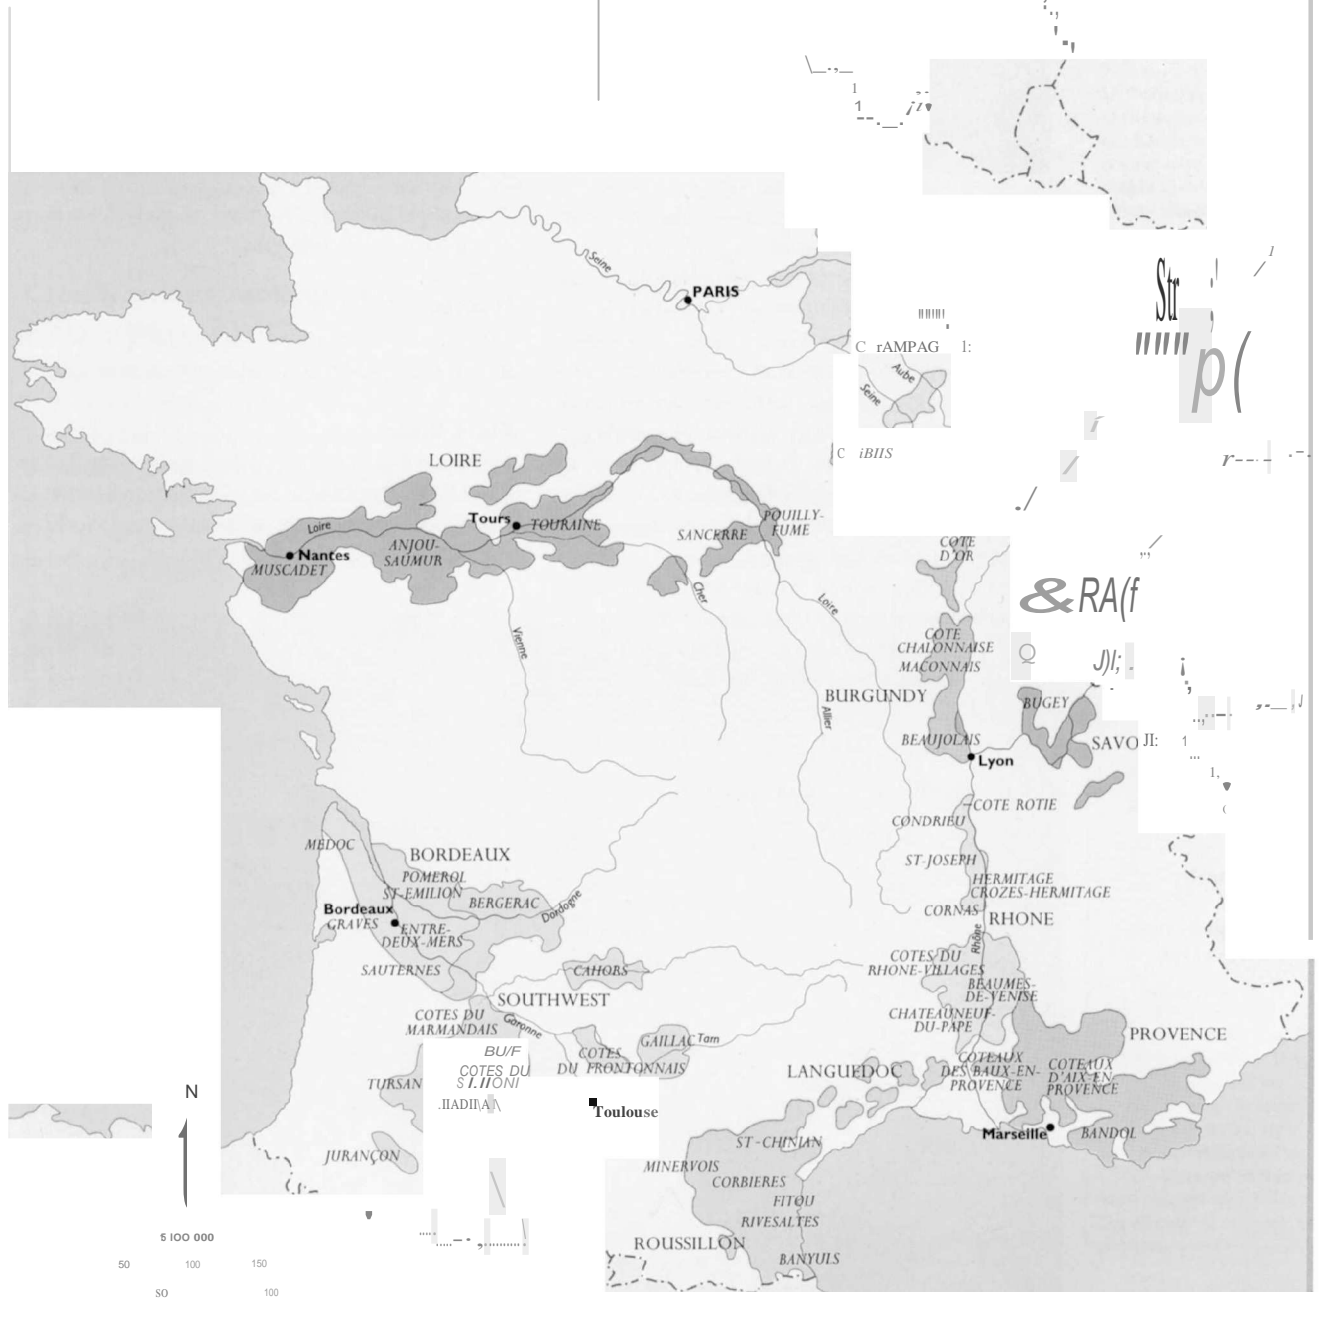 Str
Seine
PARIS
Aube
Seine
LOIRE
Loire
Tours
TOURAINE
SANCERRE
POUILLY-
FUME
Nantes
MUSCADET
ANJOU-
SAUMUR
COTE
D'OR
Cher
Loire
Vienne
COTE
CHALONNAISE
MACONNAIS
BURGUNDY
BUGEY
Allier
BEAUJOLAIS
SAVO
Lyon
COTE ROTIE
CONDRIEU
MEDOC
BORDEAUX
ST-JOSEPH
POMEROL
ST-EMILION
HERMITAGE
CROZES-HERMITAGE
BERGERAC
Dordogne
Bordeaux
GRAVES
CORNAS
RHONE
ENTRE-
DEUX-MERS
Rhône
SAUTERNES
CAHORS
COTES DU
RHONE-VILLAGES
BEAUMES-
DE-VENISE
SOUTHWEST
COTES DU
MARMANDAIS
Garonne
CHATEAUNEUF-
DU-PAPE
GAILLAC
Tarn
PROVENCE
COTES
DU FRONTONNAIS
COTES DU
LANGUEDOC
COTEAUX
DES BAUX-EN-
PROVENCE
COTEAUX
D'AIX-EN
PROVENCE
TURSAN
N
Toulouse
Marseille
BANDOL
ST-CHINIAN
JURANÇON
MINERVOIS
CORBIERES
FITOU
RIVESALTES
ROUSSILLON
BANYULS
50 100 150
100